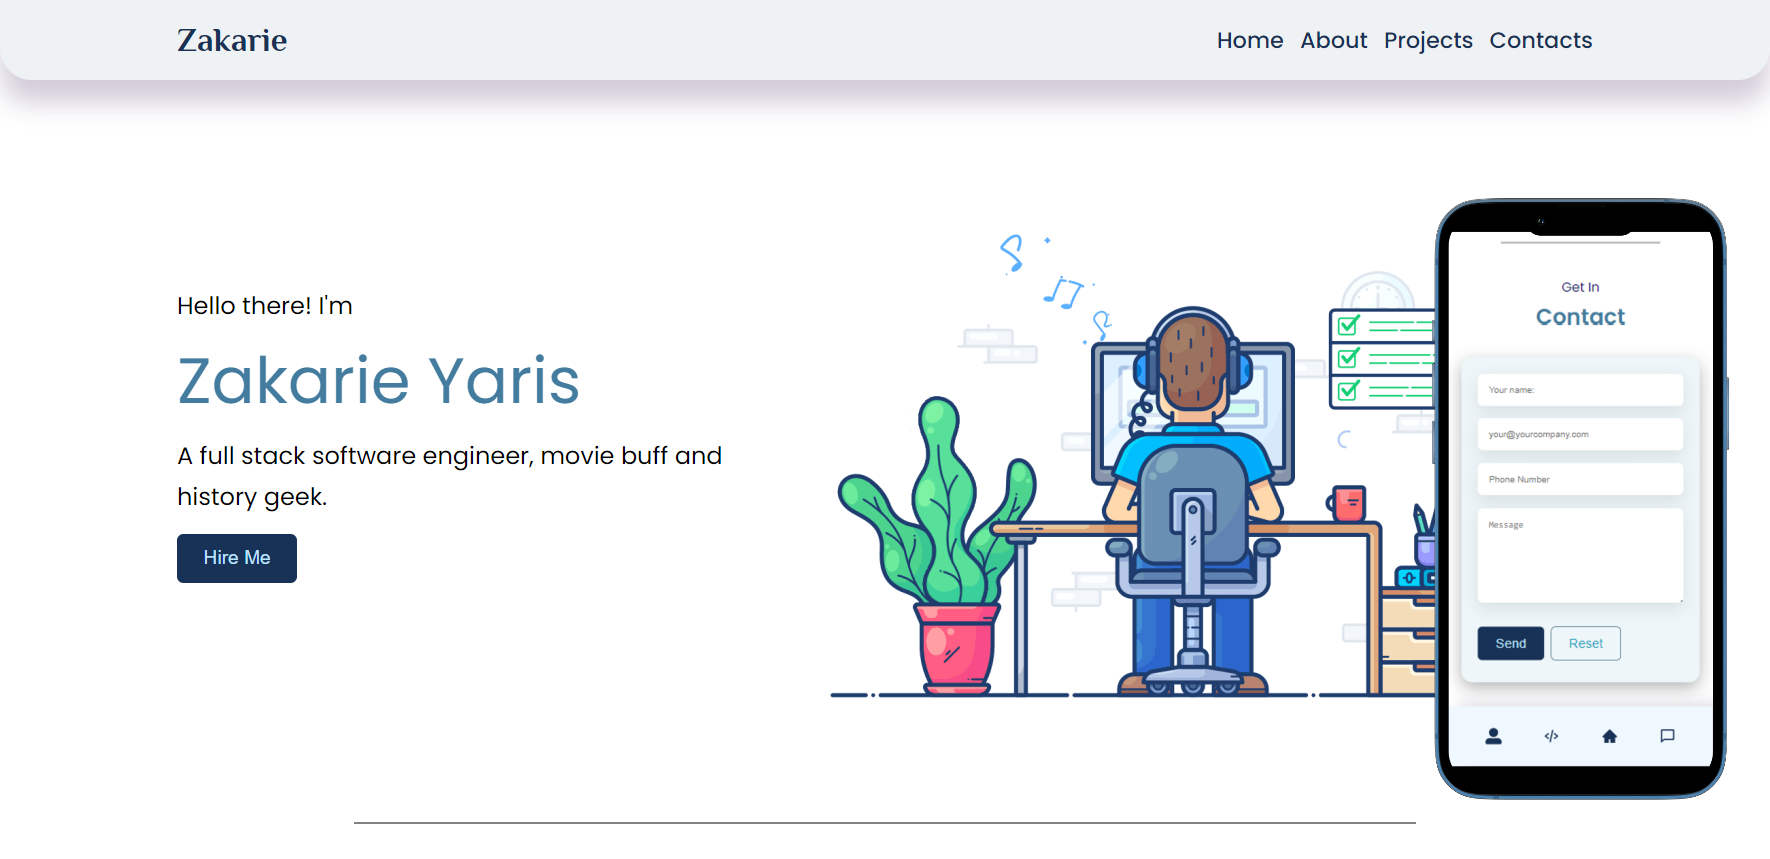 Zakarie
Home About Projects Contacts
Hello there! I'm
Zakarie Yaris
A full stack software engineer, movie buff and
history geek.
Hire Me
Get In
Contact
Your name:
your@yourcompany.com
Phone Number
Message
Send Reset